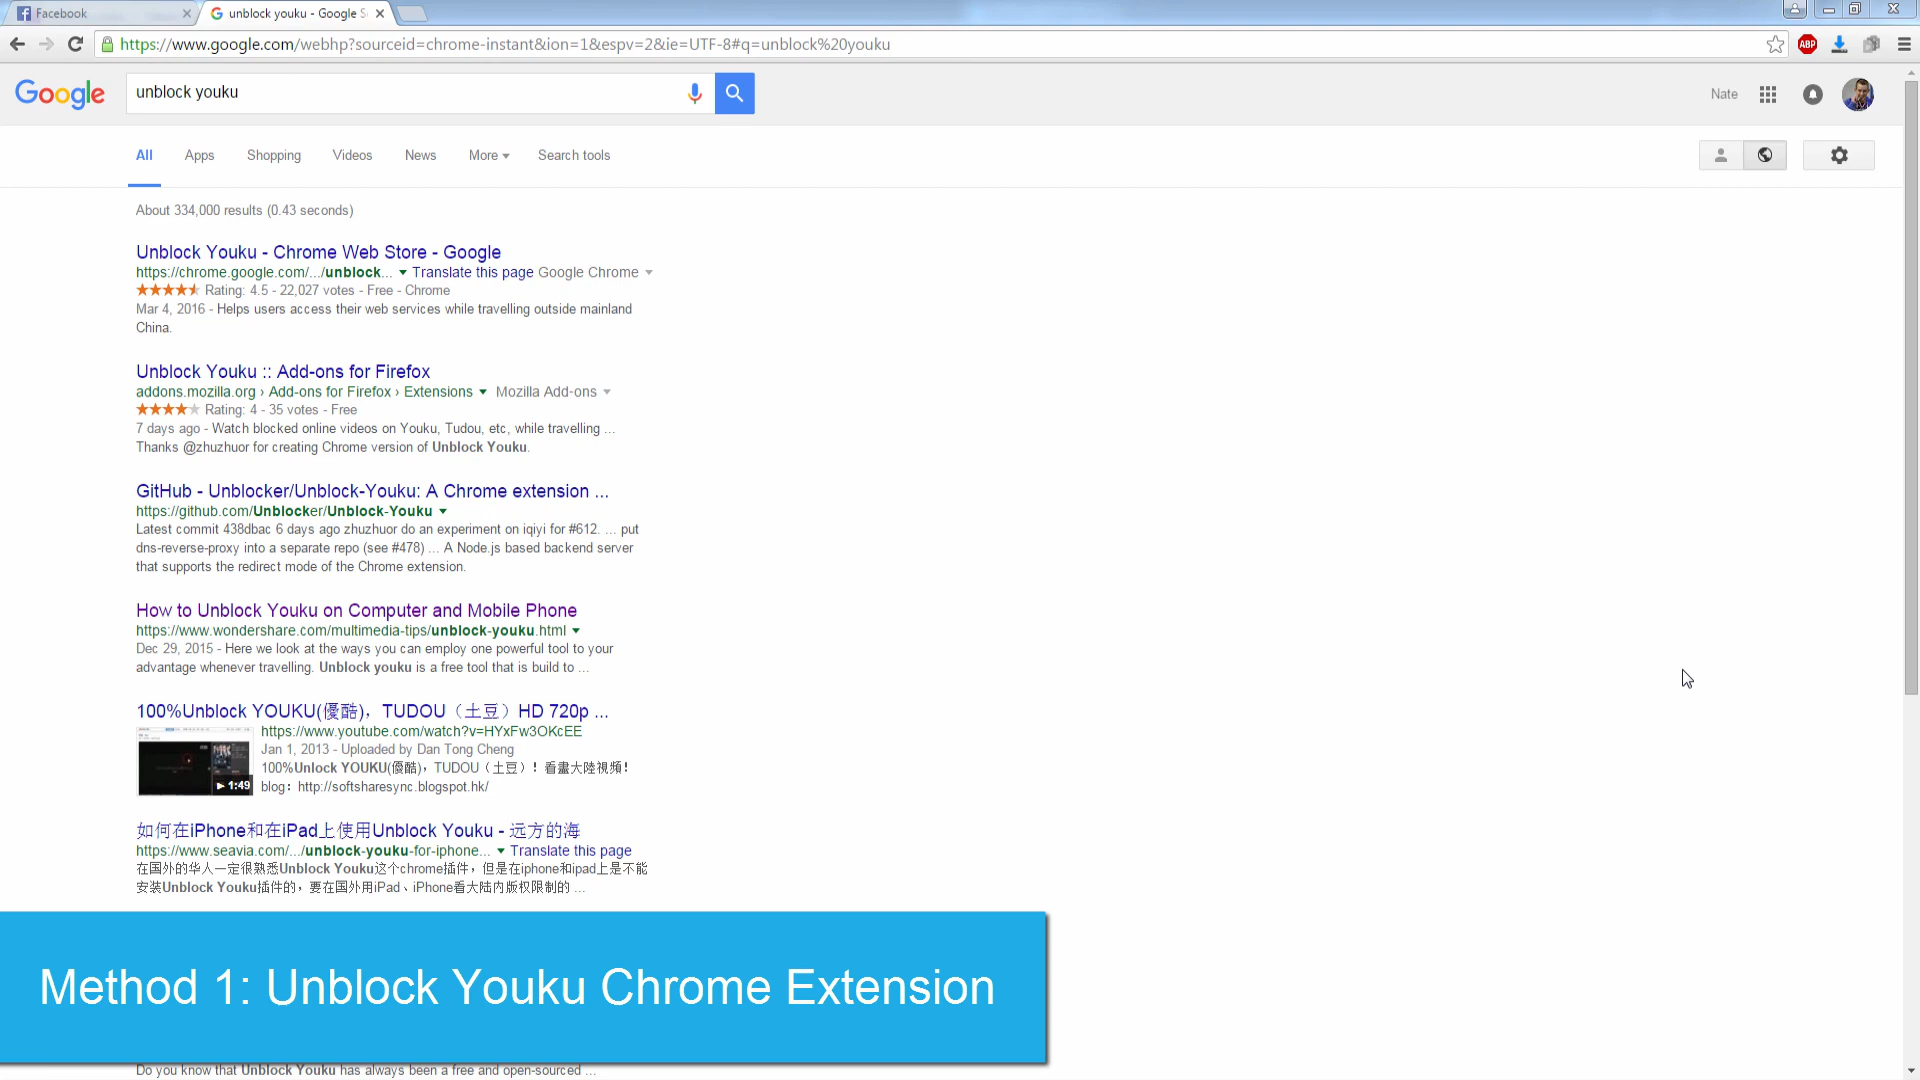 Facebook
unblock youku - Google S
https://www.google.com/webhp?sourceid=chrome-instant&ion=1&espv=2&ie=UTF-8#q=unblock%20youku
ABP
Google
unblock youku
Nate
All Apps Shopping Videos News More Search tools
About 334,000 results (0.43 seconds)
Unblock Youku - Chrome Web Store - Google
https://chrome.google.com/.../unblock... Translate this page Google Chrome
Rating: 4.5 - 22,027 votes - Free - Chrome
Mar 4, 2016 - Helps users access their web services while travelling outside mainland
China.
Unblock Youku :: Add-ons for Firefox
addons.mozilla.org › Add-ons for Firefox › Extensions Mozilla Add-ons
Rating: 4 - 35 votes - Free
7 days ago - Watch blocked online videos on Youku, Tudou, etc, while travelling ...
Thanks @zhuzhuor for creating Chrome version of Unblock Youku.
GitHub - Unblocker/Unblock-Youku: A Chrome extension ...
https://github.com/Unblocker/Unblock-Youku
Latest commit 438dbac 6 days ago zhuzhuor do an experiment on iqiyi for #612. ... put
dns-reverse-proxy into a separate repo (see #478) ... A Node.js based backend server
that supports the redirect mode of the Chrome extension.
How to Unblock Youku on Computer and Mobile Phone
https://www.wondershare.com/multimedia-tips/unblock-youku.html
Dec 29, 2015 - Here we look at the ways you can employ one powerful tool to your
advantage whenever travelling. Unblock youku is a free tool that is build to ...
100%Unblock YOUKU(優酷)，TUDOU（土豆）HD 720p ...
https://www.youtube.com/watch?v=HYxFw3OKcEE
Jan 1, 2013 - Uploaded by Dan Tong Cheng
100%Unlock YOUKU(優酷)，TUDOU（土豆）！看盡大陸視頻！
1:49
blog：http://softsharesync.blogspot.hk/
如何在iPhone和在iPad上使用Unblock Youku - 远方的海
https://www.seavia.com/.../unblock-youku-for-iphone... Translate this page
在国外的华人一定很熟悉Unblock Youku这个chrome插件，但是在iphone和ipad上是不能
安装Unblock Youku插件的，要在国外用iPad、iPhone看大陆内版权限制的 ...
Method 1: Unblock Youku Chrome Extension
Do you know that Unblock Youku has always been a free and open-sourced ...